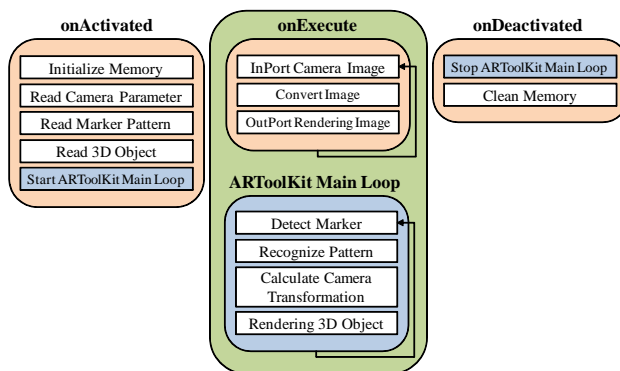 onActivated
Initialize Memory
Read Camera Parameter
Read Marker Pattern
Read 3D Object
Start ARToolKit Main Loop
onExecute
InPort Camera Image
Convert Image
OutPort Rendering Image
ARToolKit Main Loop
Detect Marker
Recognize Pattern
Calculate Camera
Transformation
Rendering 3D Object
onDeactivated
Stop ARToolKit Main Loop
Clean Memory